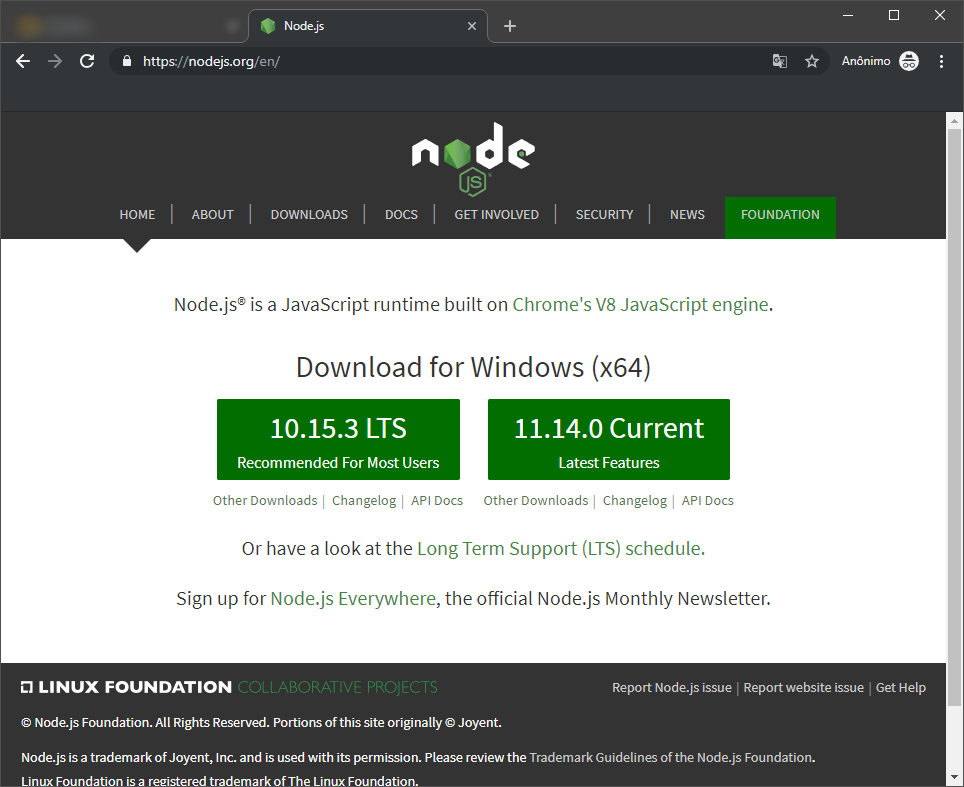 Node.js
https://nodejs.org/en/
Anônimo
node
JS
HOME | ABOUT | DOWNLOADS | DOCS | GET INVOLVED | SECURITY | NEWS FOUNDATION
Node.js® is a JavaScript runtime built on Chrome's V8 JavaScript engine.
Download for Windows (x64)
10.15.3 LTS
Recommended For Most Users
11.14.0 Current
Latest Features
Other Downloads | Changelog | API Docs
Other Downloads | Changelog | API Docs
Or have a look at the Long Term Support (LTS) schedule.
Sign up for Node.js Everywhere, the official Node.js Monthly Newsletter.
LINUX FOUNDATION COLLABORATIVE PROJECTS
Report Node.js issue | Report website issue | Get Help
© Node.js Foundation. All Rights Reserved. Portions of this site originally © Joyent.
Node.js is a trademark of Joyent, Inc. and is used with its permission. Please review the Trademark Guidelines of the Node.js Foundation.
Linux Foundation is a registered trademark of The Linux Foundation.